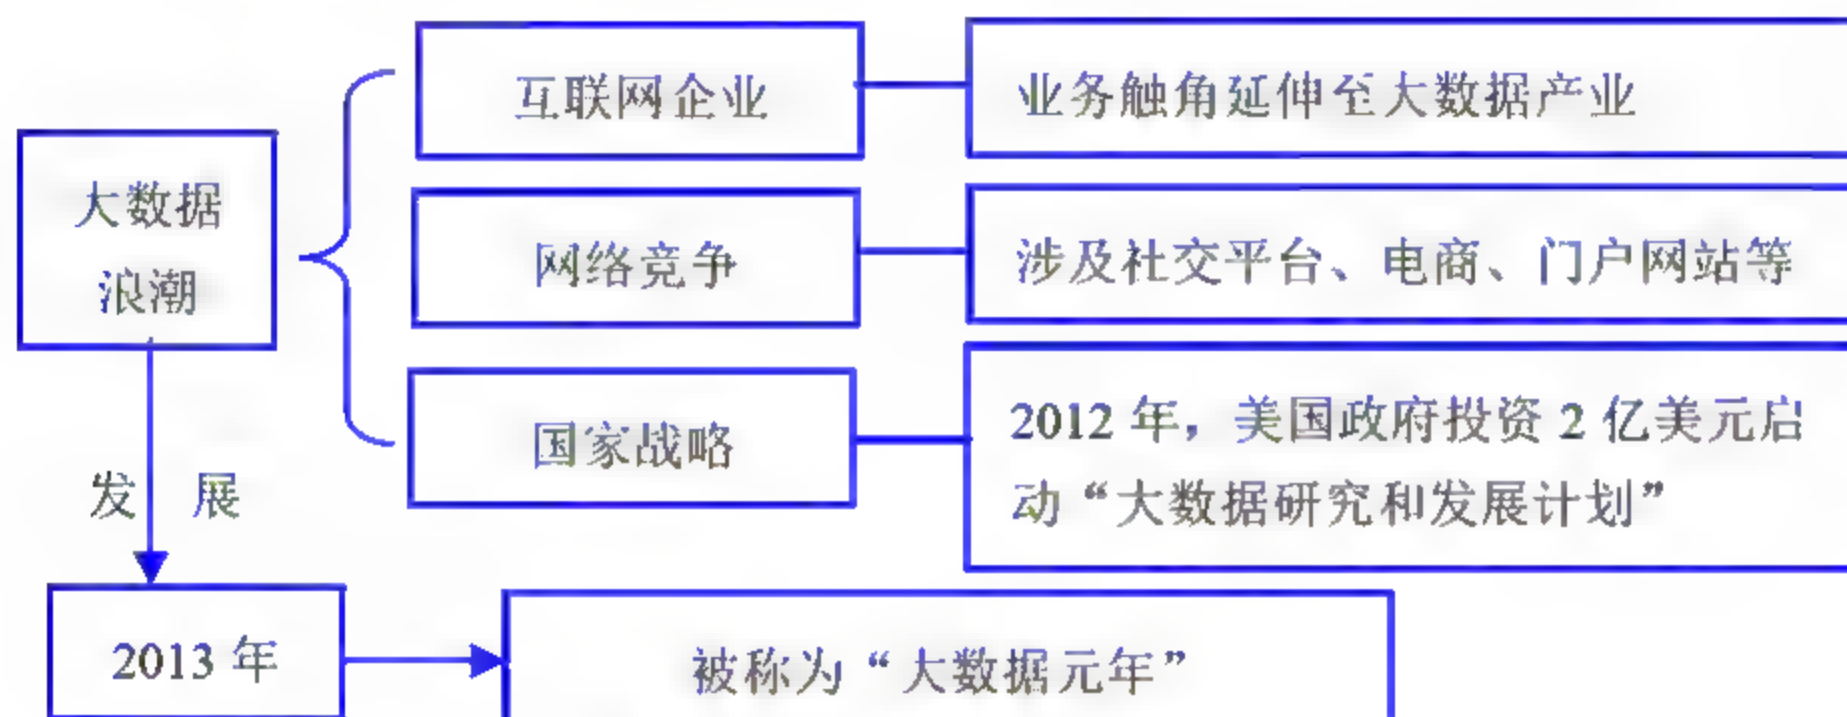 互联网企业
业务触角延伸至大数据产业
大数据
浪潮
网络竞争
涉及社交平台、电商、门户网站等
国家战略
2012 年，美国政府投资 2 亿美元启
动“大数据研究和发展计划”
发 展
2013 年
被称为“大数据元年”